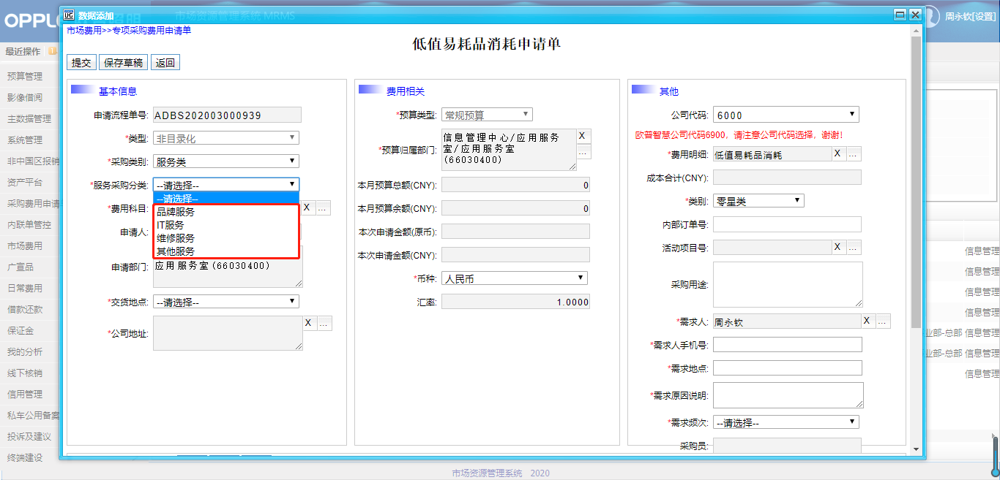 OPPLE
市场资源管理系统 MRMS
周永钦[设置]
数据添加
市场费用>>专项采购费用申请单
低值易耗品消耗申请单
提交 保存草稿 返回
最近操作
预算管理
影像借阅
主数据管理
系统管理
非中国区报销
资产平台
采购费用申请
内联单管控
市场费用
广宣品
日常费用
借款还款
保证金
我的分析
线下核销
信用管理
私车公用备案
投诉及建议
终端建设
基本信息
申请流程单号: ADBS202003000939
*类型: 非目录化
*采购类别: 服务类
*服务采购分类: --请选择--
--请选择--
品牌服务
IT服务
维修服务
其他服务
*费用科目: X ...
申请人:
申请部门: 应用服务室(66030400)
*交货地点: --请选择--
*公司地址: X ...
费用相关
*预算类型: 常规预算
*预算归属部门: 信息管理中心/应用服务 X
室/应用服务室 ...
(66030400)
本月预算总额(CNY): 0
本月预算余额(CNY): 0
本次申请金额(原币):
本次申请金额(CNY):
*币种: 人民币
汇率: 1.0000
其他
公司代码: 6000
欧普智慧公司代码6900，请注意公司代码选择，谢谢！
*费用明细: 低值易耗品消耗 X ...
成本合计(CNY):
*类别: 零星类
内部订单号:
活动项目号: X ...
采购用途:
*需求人: 周永钦 X ...
*需求人手机号:
*需求地点:
*需求原因说明:
*需求频次: --请选择--
采购员:
信息管理
信息管理
信息管理
信息管理
业部-总部 信息管理
业部-总部 信息管理
信息管理
市场资源管理系统 2020